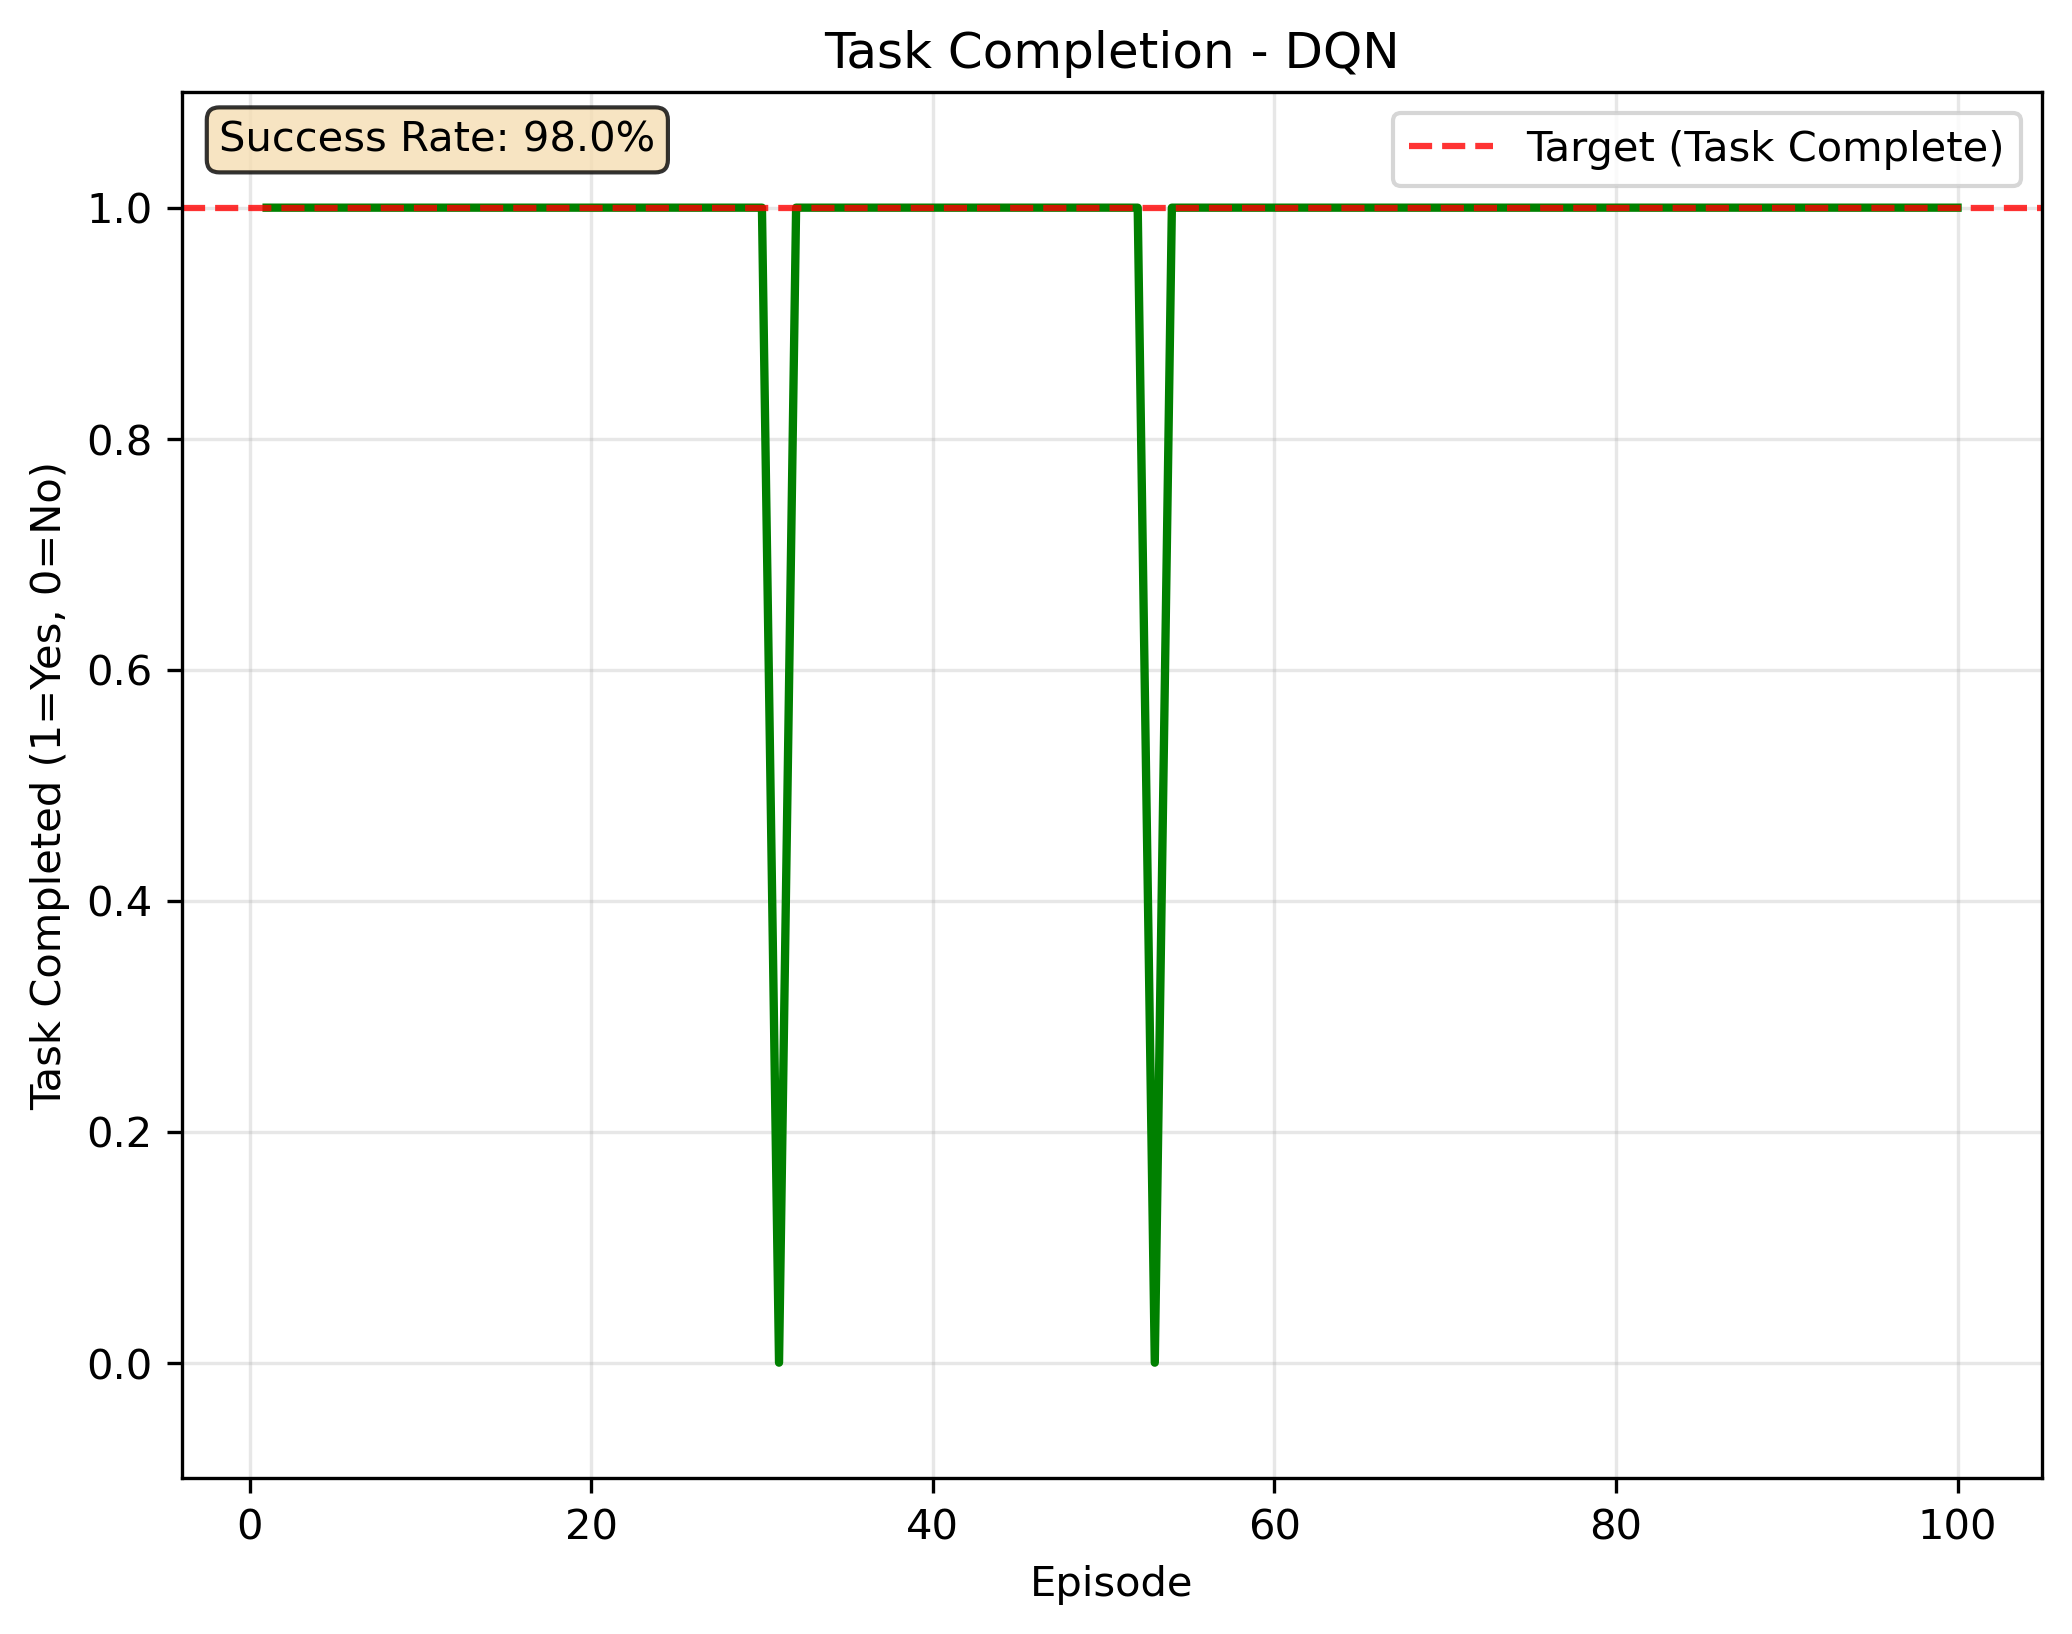 Task Completion - DQN
Success Rate: 98.0%
Target (Task Complete)
Task Completed (1=Yes, 0=No)
1.0
0.8
0.6
0.4
0.2
0.0
0 20 40 60 80 100
Episode